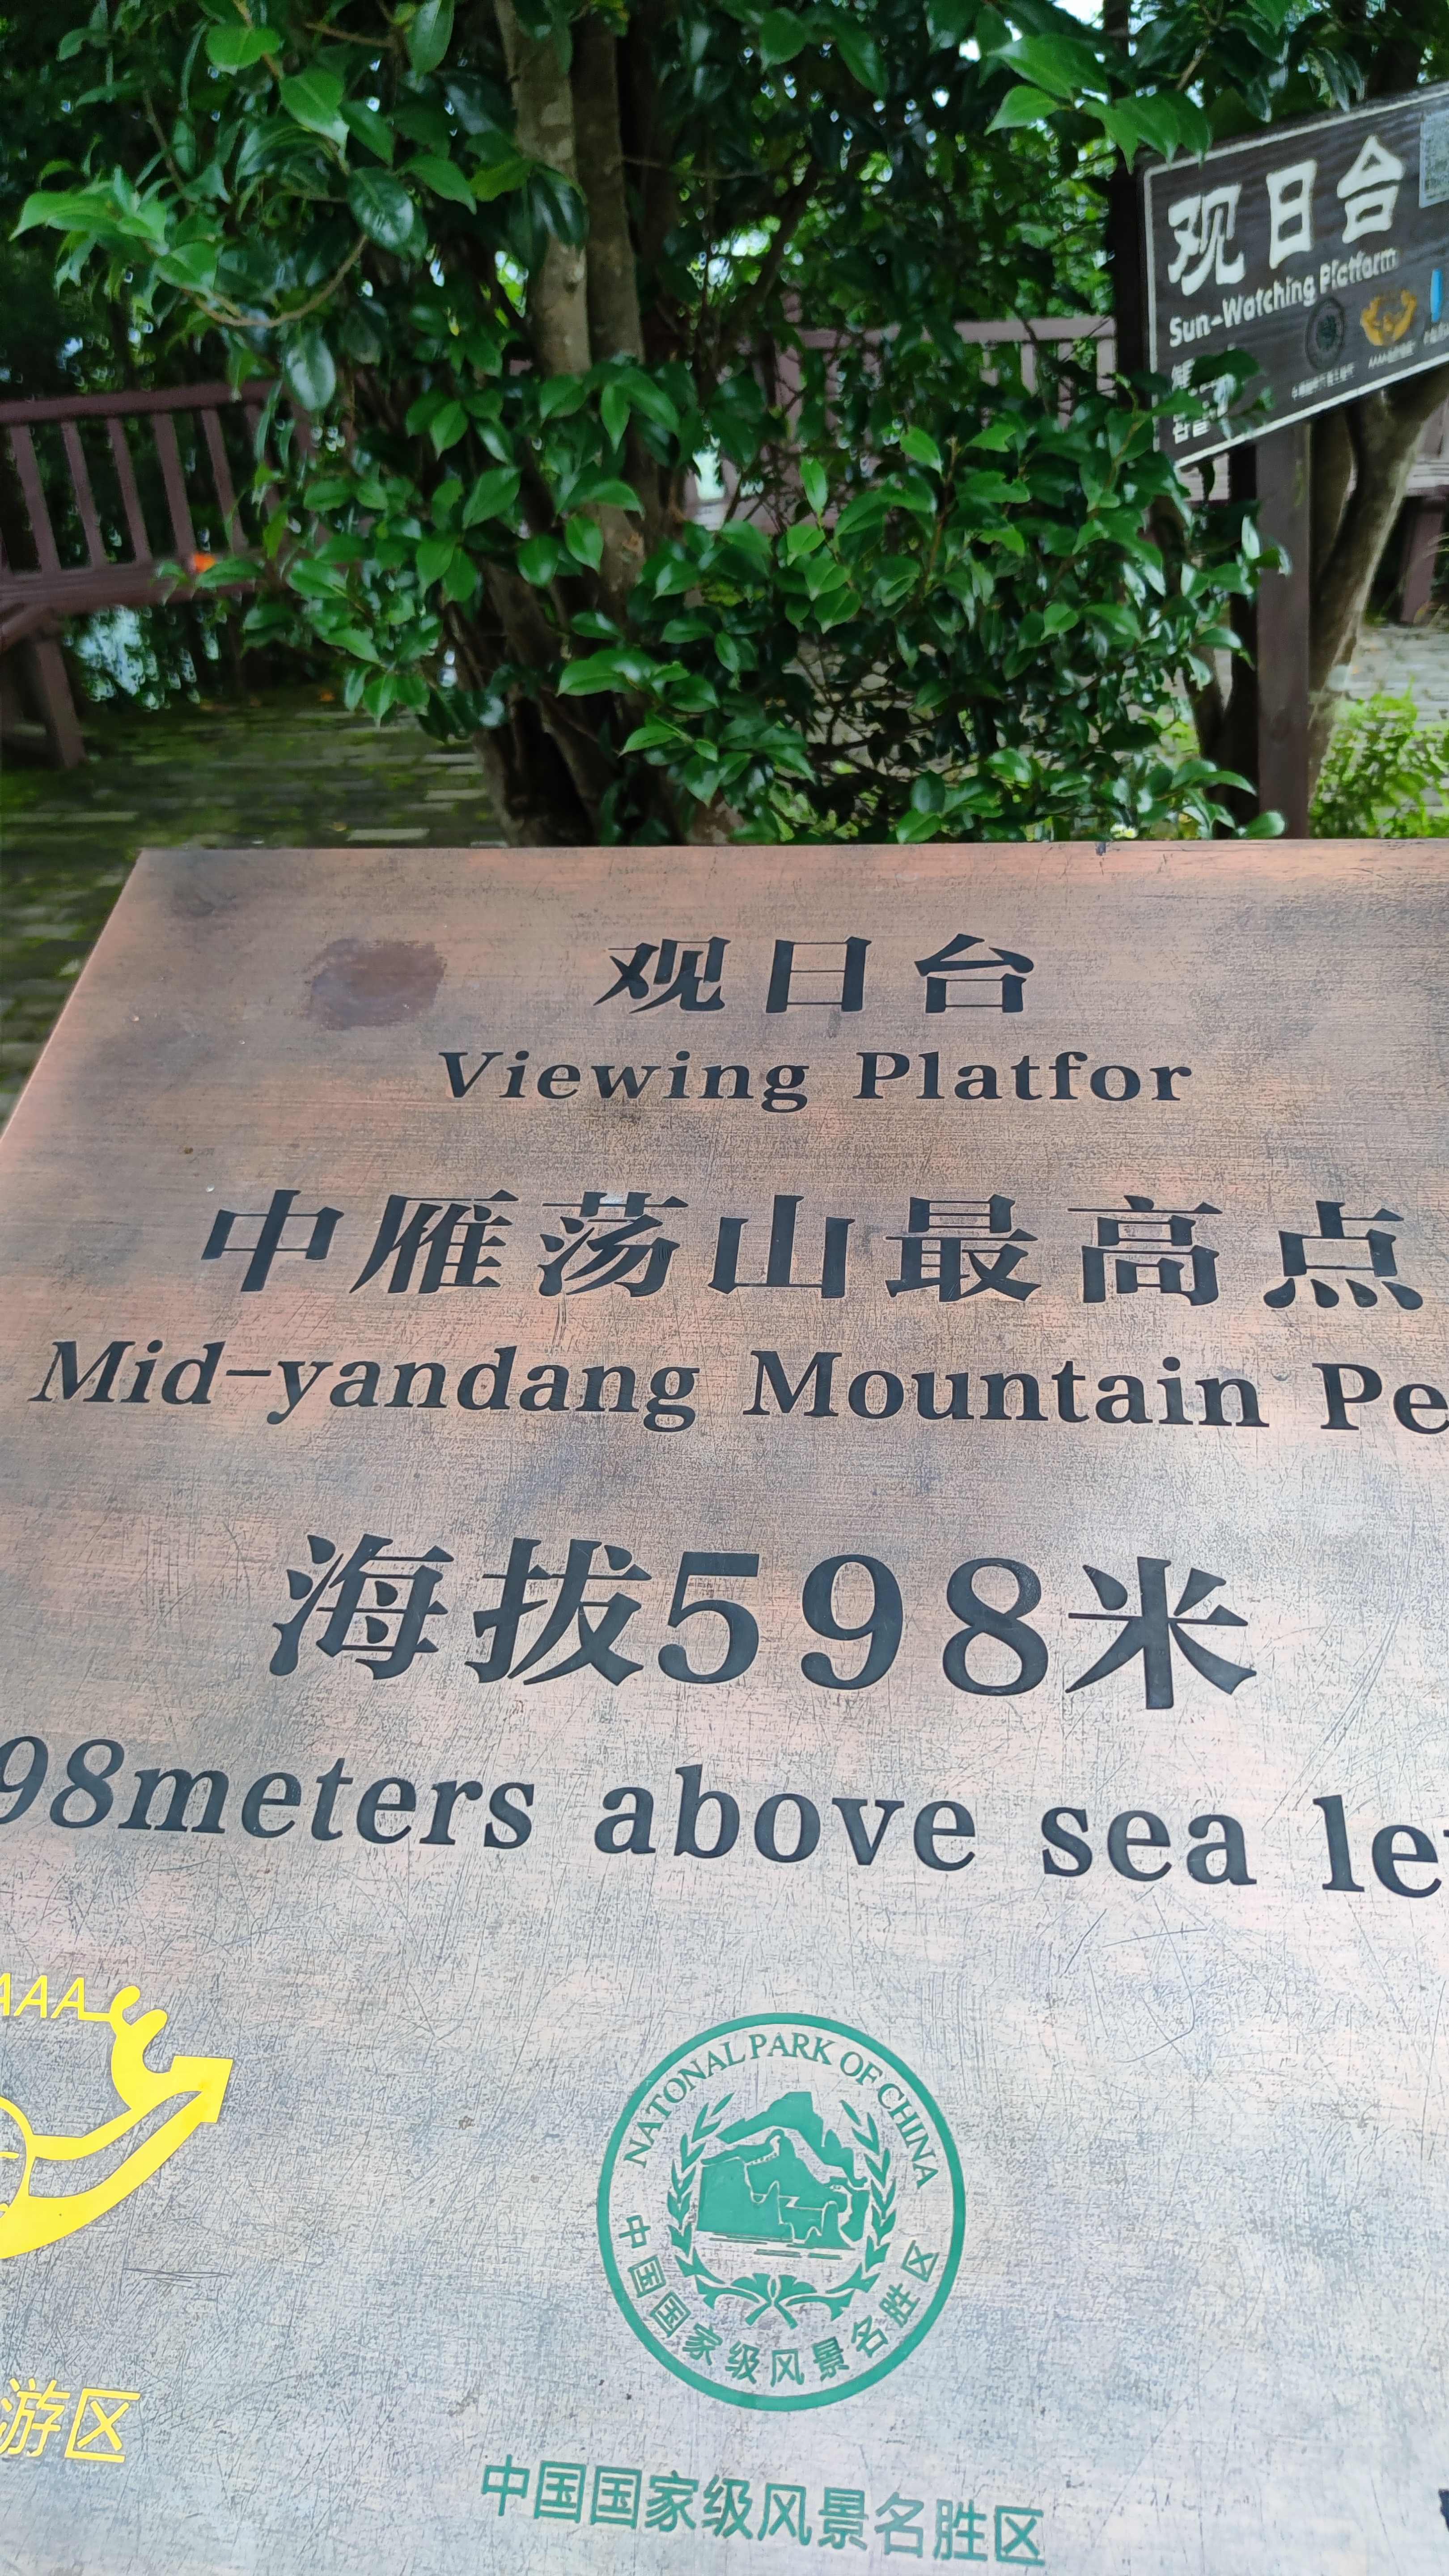 观日台
Sun-Watching Platform
观日台
Viewing Platfor
中雁荡山最高点
Mid-yandang Mountain Pe
海拔598米
98meters above sea le
AAA
NATONAL PARK OF CHINA
中国国家级风景名胜区
游区
中国国家级风景名胜区